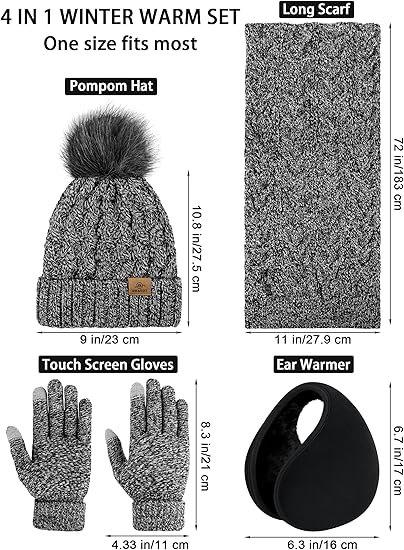 4 IN 1 WINTER WARM SET
One size fits most
Long Scarf
Pompom Hat
72 in/183 cm
10.8 in/27.5 cm
9 in/23 cm
11 in/27.9 cm
Touch Screen Gloves
Ear Warmer
8.3 in/21 cm
6.7 in/17 cm
4.33 in/11 cm
6.3 in/16 cm